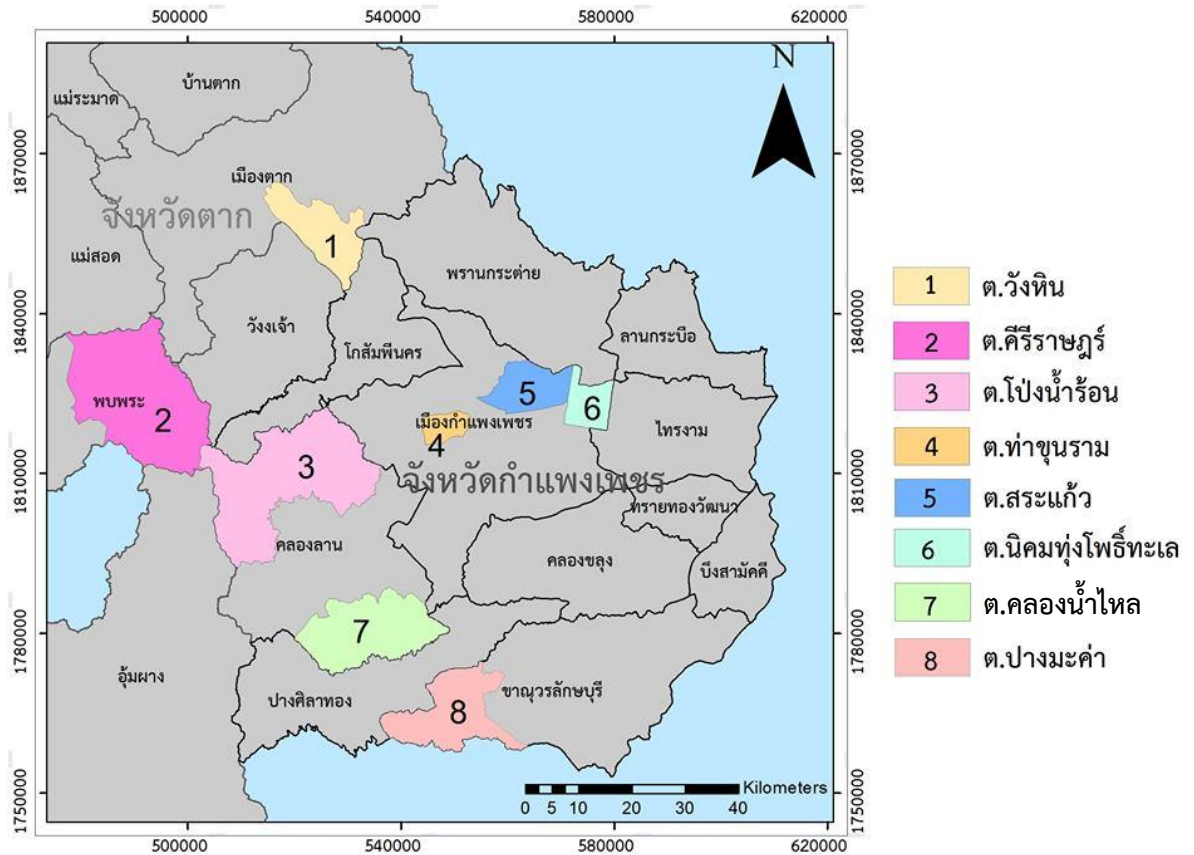 500000 540000 580000 620000
N
บ้านตาก
แม่ระมาด
1870000 1870000
เมืองตาก
จังหวัดตาก
1
แม่สอด
พรานกระต่าย
1 ต.วังหิน
วังงเจ้า
1840000 1840000
ลานกระบือ
โกสัมพีนคร
2 ต.คีรีราษฎร์
พบพระ 2
5
6
3 ต.โป่งน้ำร้อน
เมืองกำแพงเพชร
4
ไทรงาม
4 ต.ท่าขุนราม
3
จังหวัดกำแพงเพชร
1810000 1810000
5 ต.สระแก้ว
ทรายทองวัฒนา
คลองลาน
คลองขลุง
บึงสามัคคี
6 ต.นิคมทุ่งโพธิ์ทะเล
7
7 ต.คลองน้ำไหล
1780000 1780000
8 ต.ปางมะค่า
อุ้มผาง
ปางศิลาทอง
ขาณุวรลักษบุรี
8
Kilometers
0 5 10 20 30 40
1750000 1750000
500000 540000 580000 620000